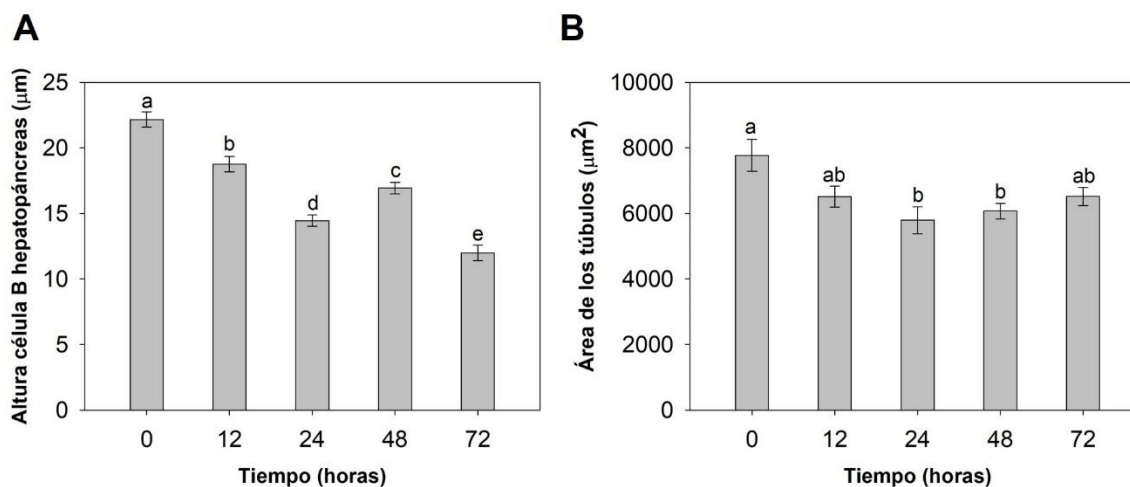 A
Altura célula B hepatopáncreas (μm)
25
20
15
10
5
0
a
b
d
c
e
0 12 24 48 72
Tiempo (horas)
B
Área de los túbulos (μm²)
10000
8000
6000
4000
2000
0
a
ab
b
b
ab
0 12 24 48 72
Tiempo (horas)